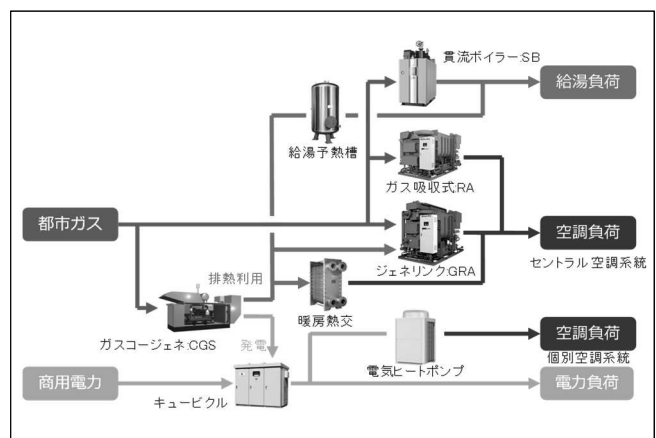 貫流ボイラー:SB
給湯負荷
給湯予熱槽
ガス吸収式:RA
都市ガス
空調負荷
セントラル空調系統
排熱利用
ジェネリンク:GRA
暖房熱交
ガスコージェネ:CGS
発電
空調負荷
個別空調系統
電気ヒートポンプ
商用電力
電力負荷
キュービクル